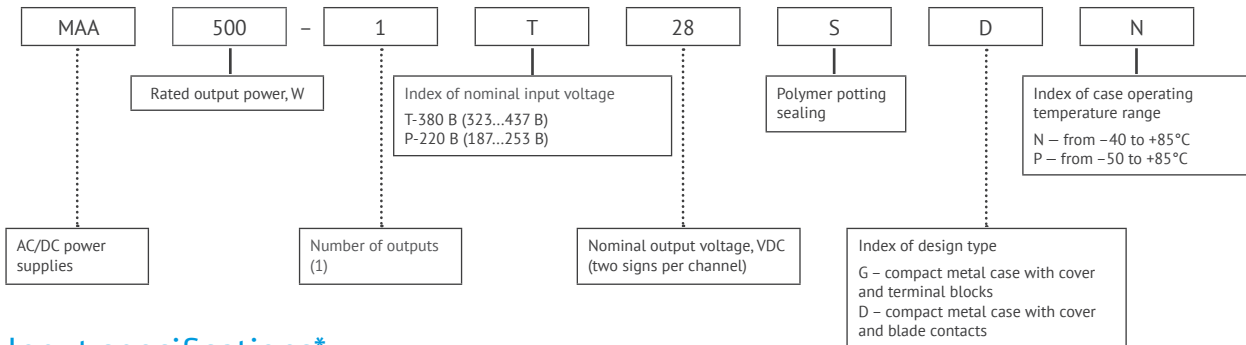 MAA 500 – 1 T 28 S D N
Rated output power, W
Index of nominal input voltage
T-380 В (323...437 В)
P-220 В (187...253 В)
Polymer potting
sealing
Index of case operating
temperature range
N — from –40 to +85°C
P — from –50 to +85°C
AC/DC power
supplies
Number of outputs
(1)
Nominal output voltage, VDC
(two signs per channel)
Index of design type
G – compact metal case with cover
and terminal blocks
D – compact metal case with cover
and blade contacts
Input specifications*